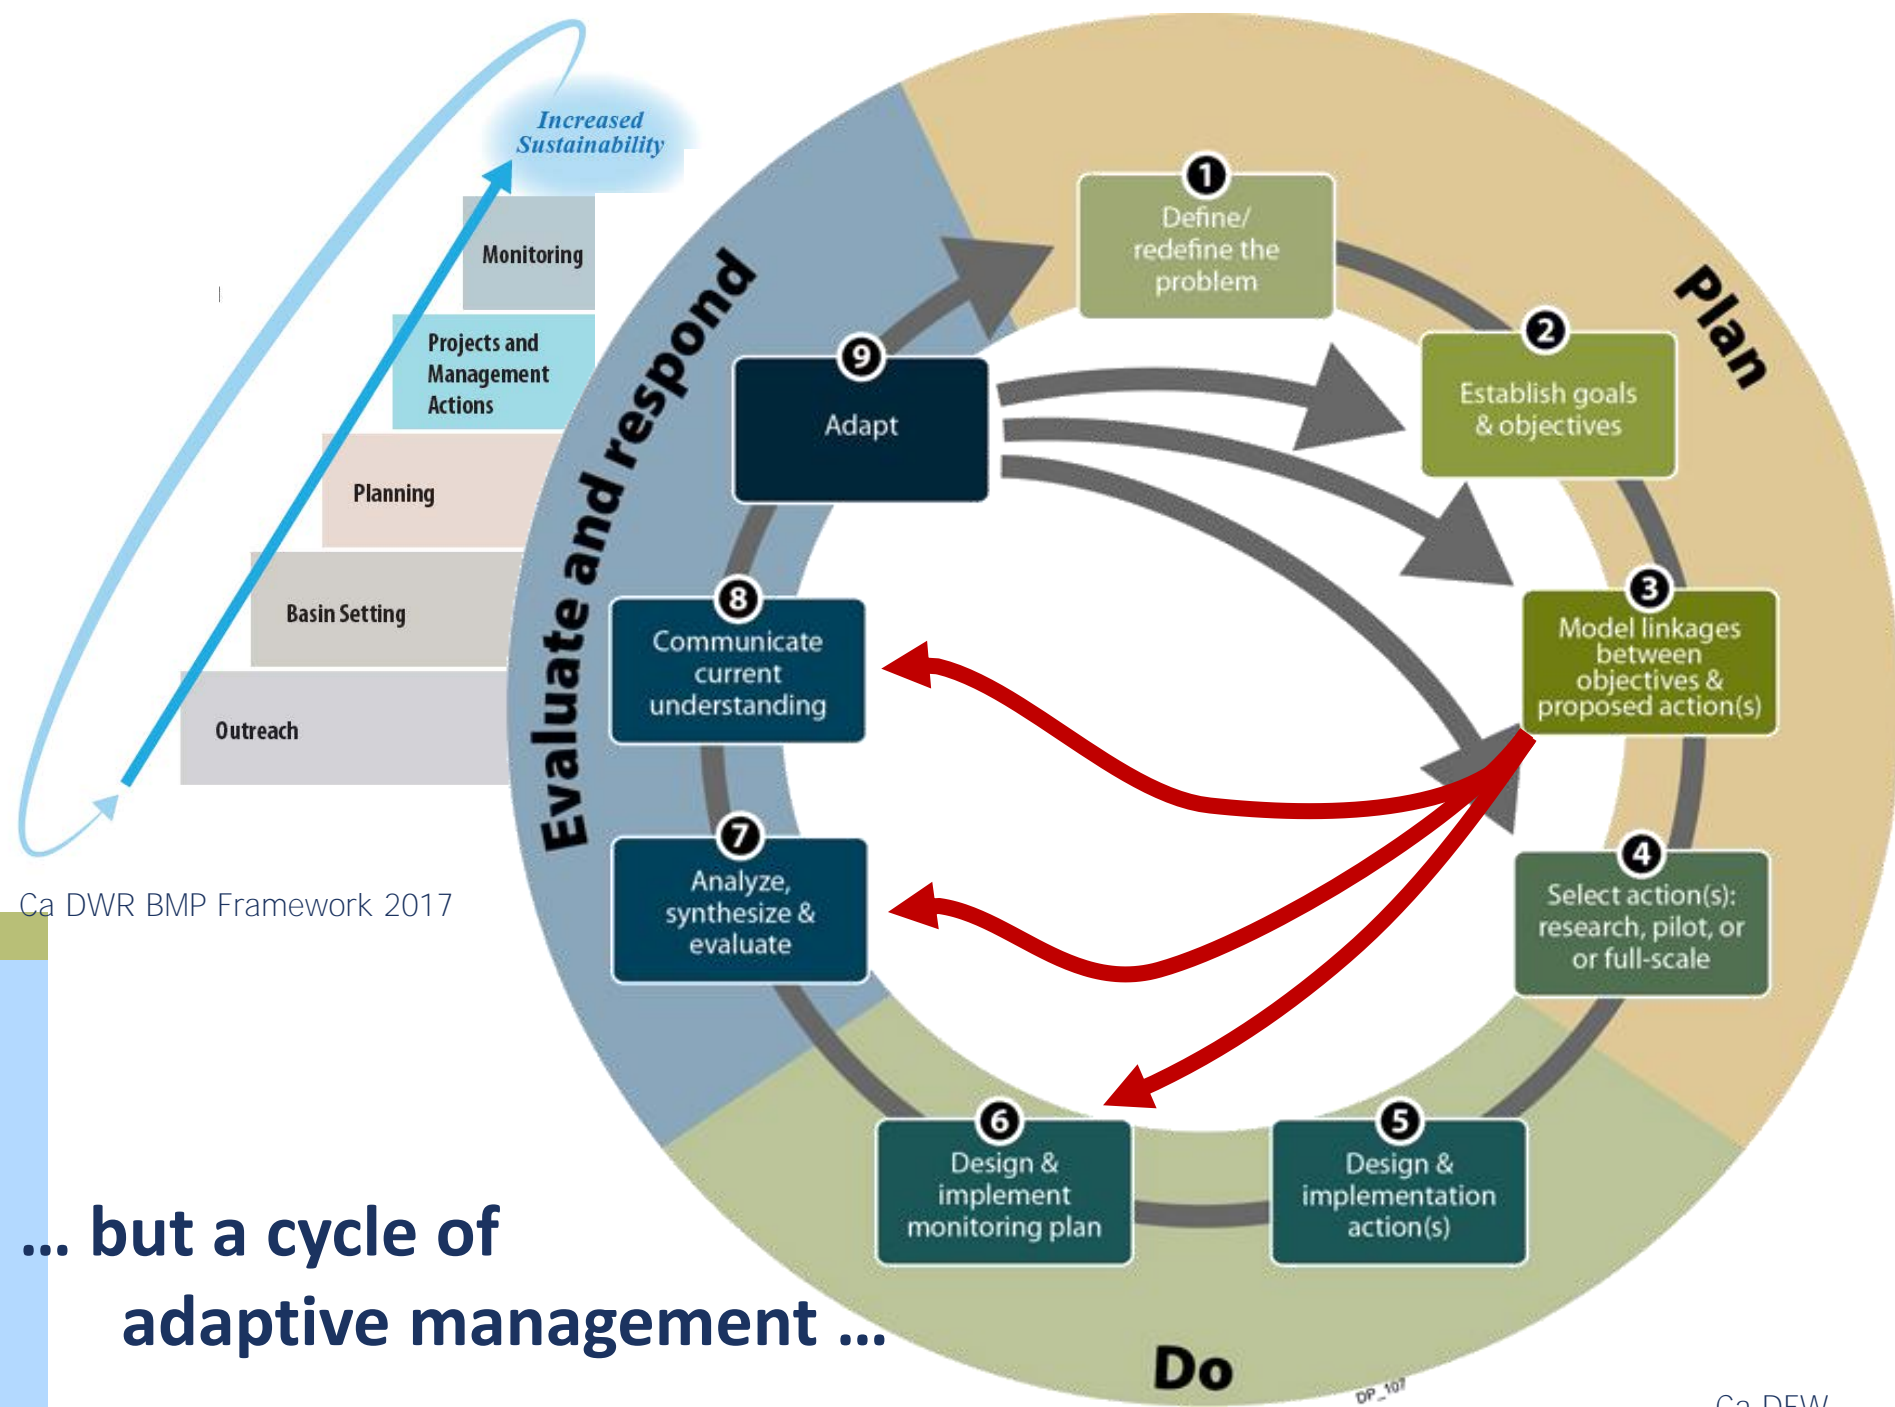 Increased
Sustainability
Monitoring
Projects and
Management
Actions
Planning
Basin Setting
Outreach
Ca DWR BMP Framework 2017
Evaluate and respond
Plan
Do
1
Define/
redefine the
problem
2
Establish goals
& objectives
3
Model linkages
between
objectives &
proposed action(s)
4
Select action(s):
research, pilot, or
or full-scale
5
Design &
implementation
action(s)
6
Design &
implement
monitoring plan
7
Analyze,
synthesize &
evaluate
8
Communicate
current
understanding
9
Adapt
... but a cycle of
adaptive management ...
DP_107
Ca DFW